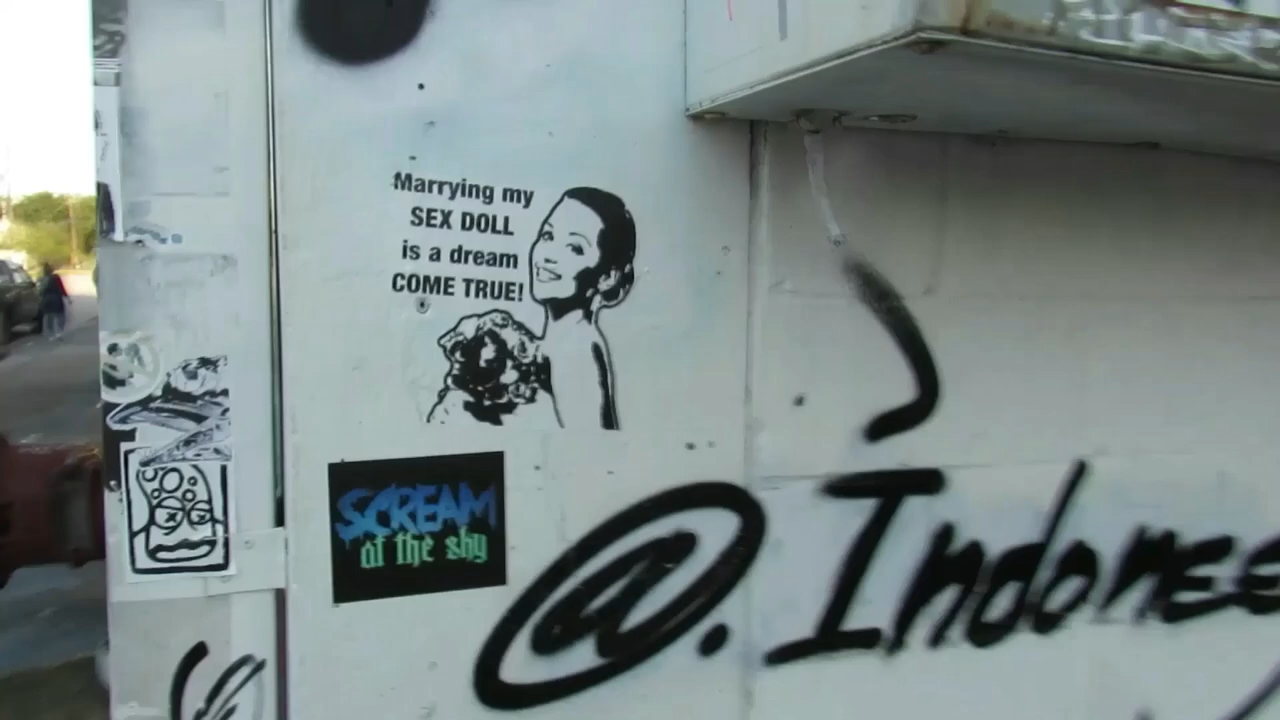 Marrying my
SEX DOLL
is a dream
COME TRUE!
SCREAM
at the sky
@.Indonee